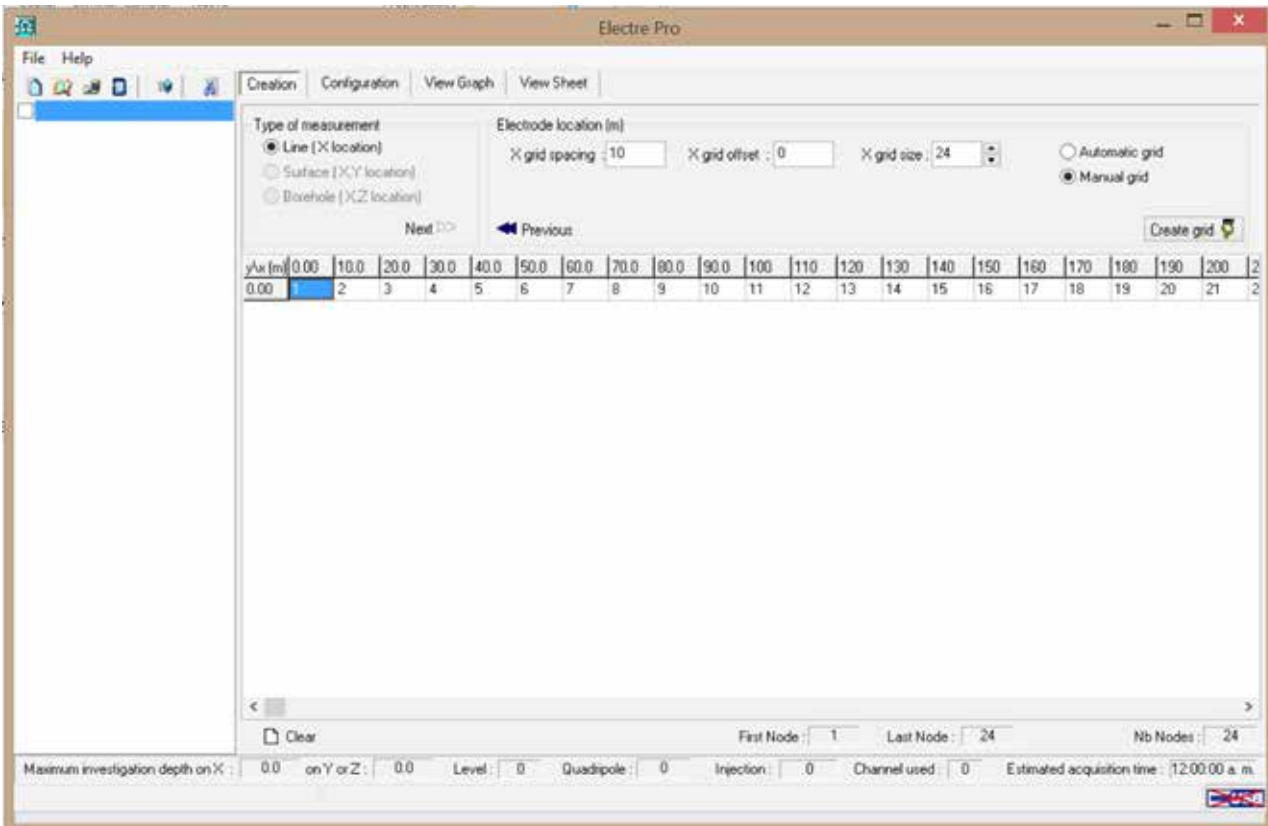 Electre Pro
File Help
Creation Configuration View Graph View Sheet
Type of measurement Electrode location (m)
Line (X location) X grid spacing : 10 X grid offset : 0 X grid size : 24 Automatic grid
Surface (X,Y location) Manual grid
Borehole (X,Z location)
Next >> Previous Create grid
y\x (m) 0.00 10.0 20.0 30.0 40.0 50.0 60.0 70.0 80.0 90.0 100 110 120 130 140 150 160 170 180 190 200 2
0.00 1 2 3 4 5 6 7 8 9 10 11 12 13 14 15 16 17 18 19 20 21 2
Clear First Node : 1 Last Node : 24 Nb Nodes : 24
Maximum investigation depth on X : 0.0 on Y or Z : 0.0 Level : 0 Quadripole : 0 Injection : 0 Channel used : 0 Estimated acquisition time : 12:00:00 a. m.